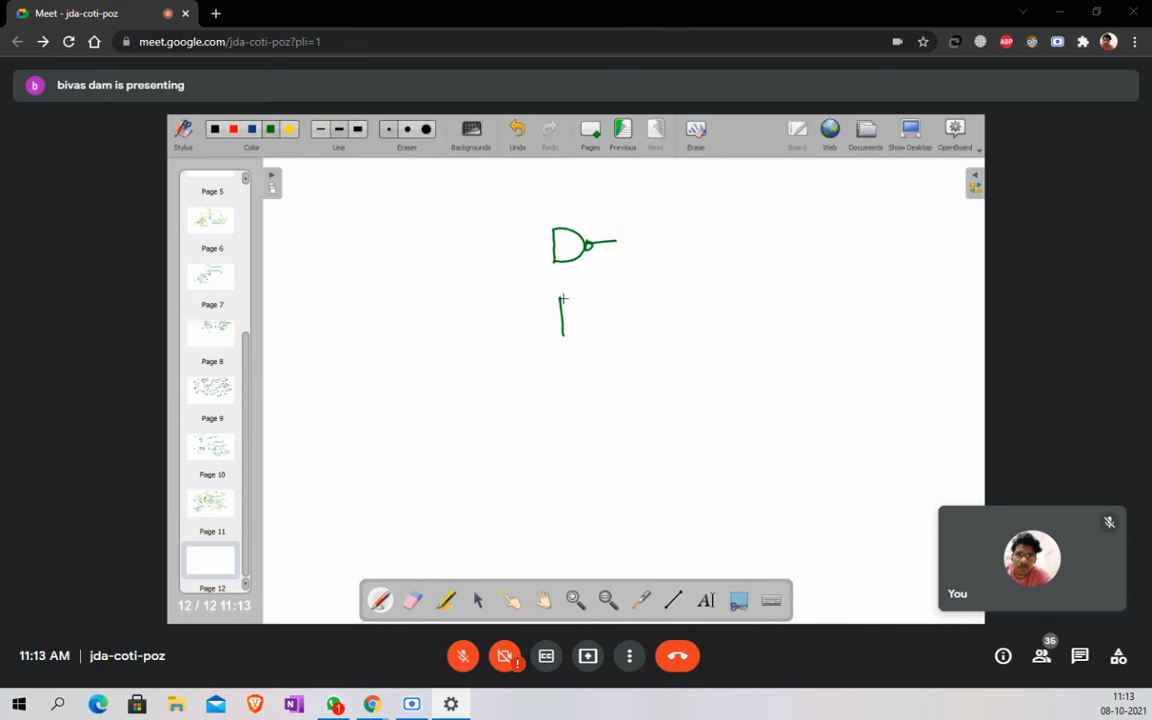 Meet - jda-coti-poz
meet.google.com/jda-coti-poz?pli=1
ABP
b bivas dam is presenting
Stylus Color Line Eraser Backgrounds Undo Redo Pages Previous Next Erase Board Web Documents Show Desktop OpenBoard
Page 5
Page 6
Page 7
Page 8
Page 9
Page 10
Page 11
Page 12
12 / 12 11:13
AI
You
11:13 AM jda-coti-poz
35
11:13
08-10-2021